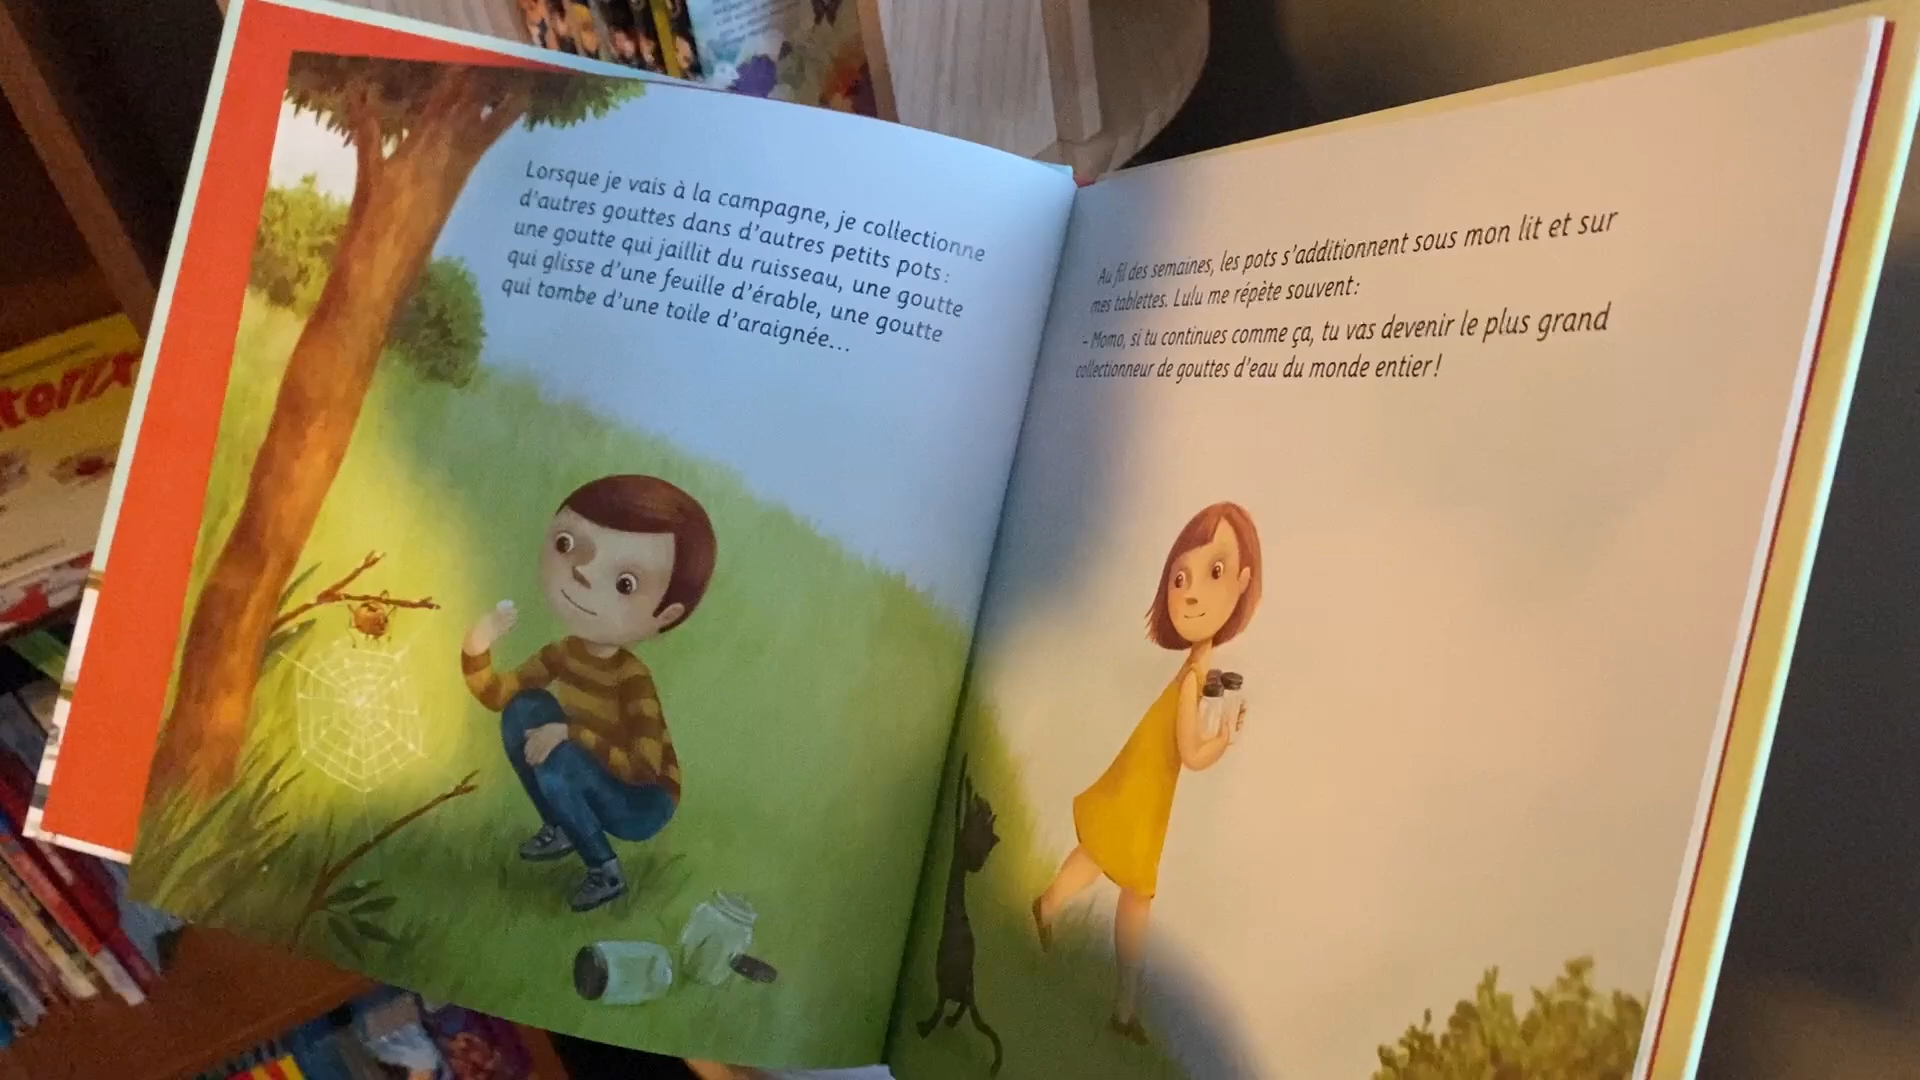 Lorsque je vais à la campagne, je collectionne
d'autres gouttes dans d'autres petits pots :
une goutte qui jaillit du ruisseau, une goutte
qui glisse d'une feuille d'érable, une goutte
qui tombe d'une toile d'araignée...
Au fil des semaines, les pots s'additionnent sous mon lit et sur
mes tablettes. Lulu me répète souvent :
– Momo, si tu continues comme ça, tu vas devenir le plus grand
collectionneur de gouttes d'eau du monde entier !